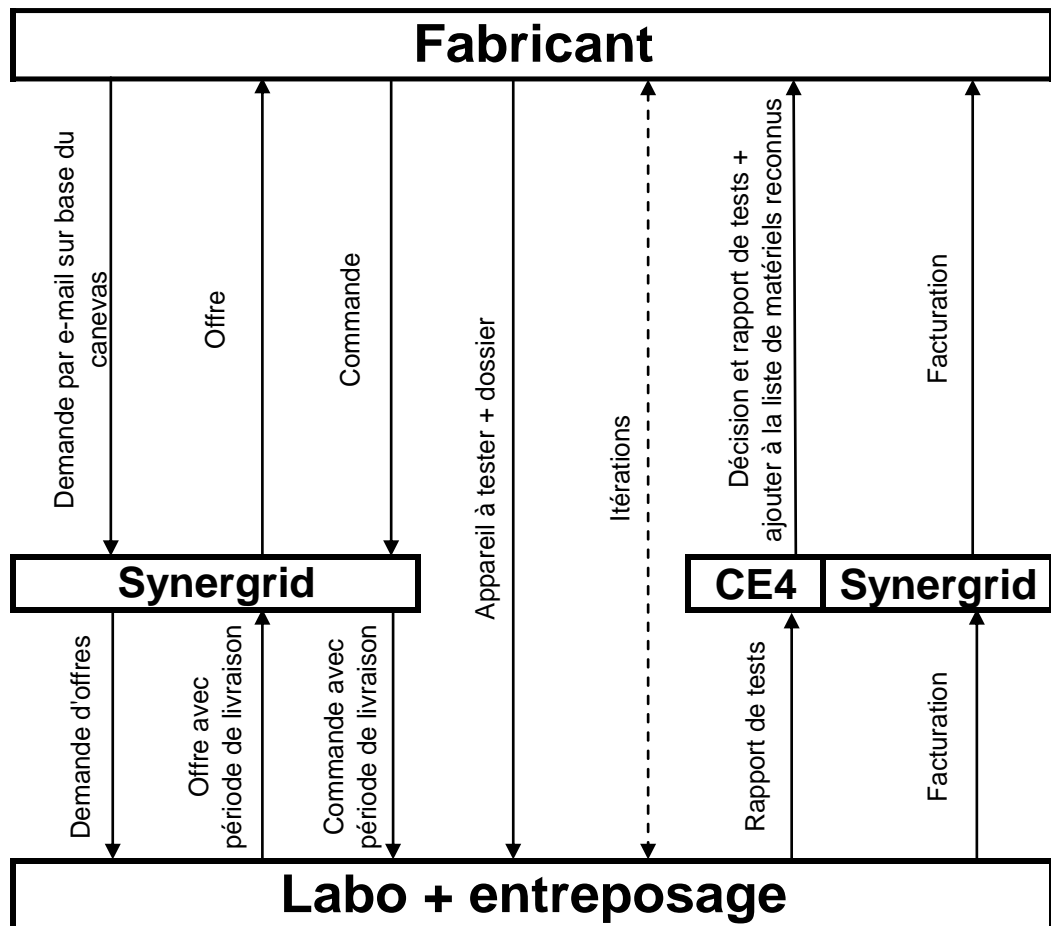 Fabricant
Demande par e-mail sur base du
canevas
Offre
Commande
Appareil à tester + dossier
Itérations
Décision et rapport de tests +
ajouter à la liste de matériels reconnus
Facturation
Synergrid
CE4
Synergrid
Demande d'offres
Offre avec
période de livraison
Commande avec
période de livraison
Rapport de tests
Facturation
Labo + entreposage